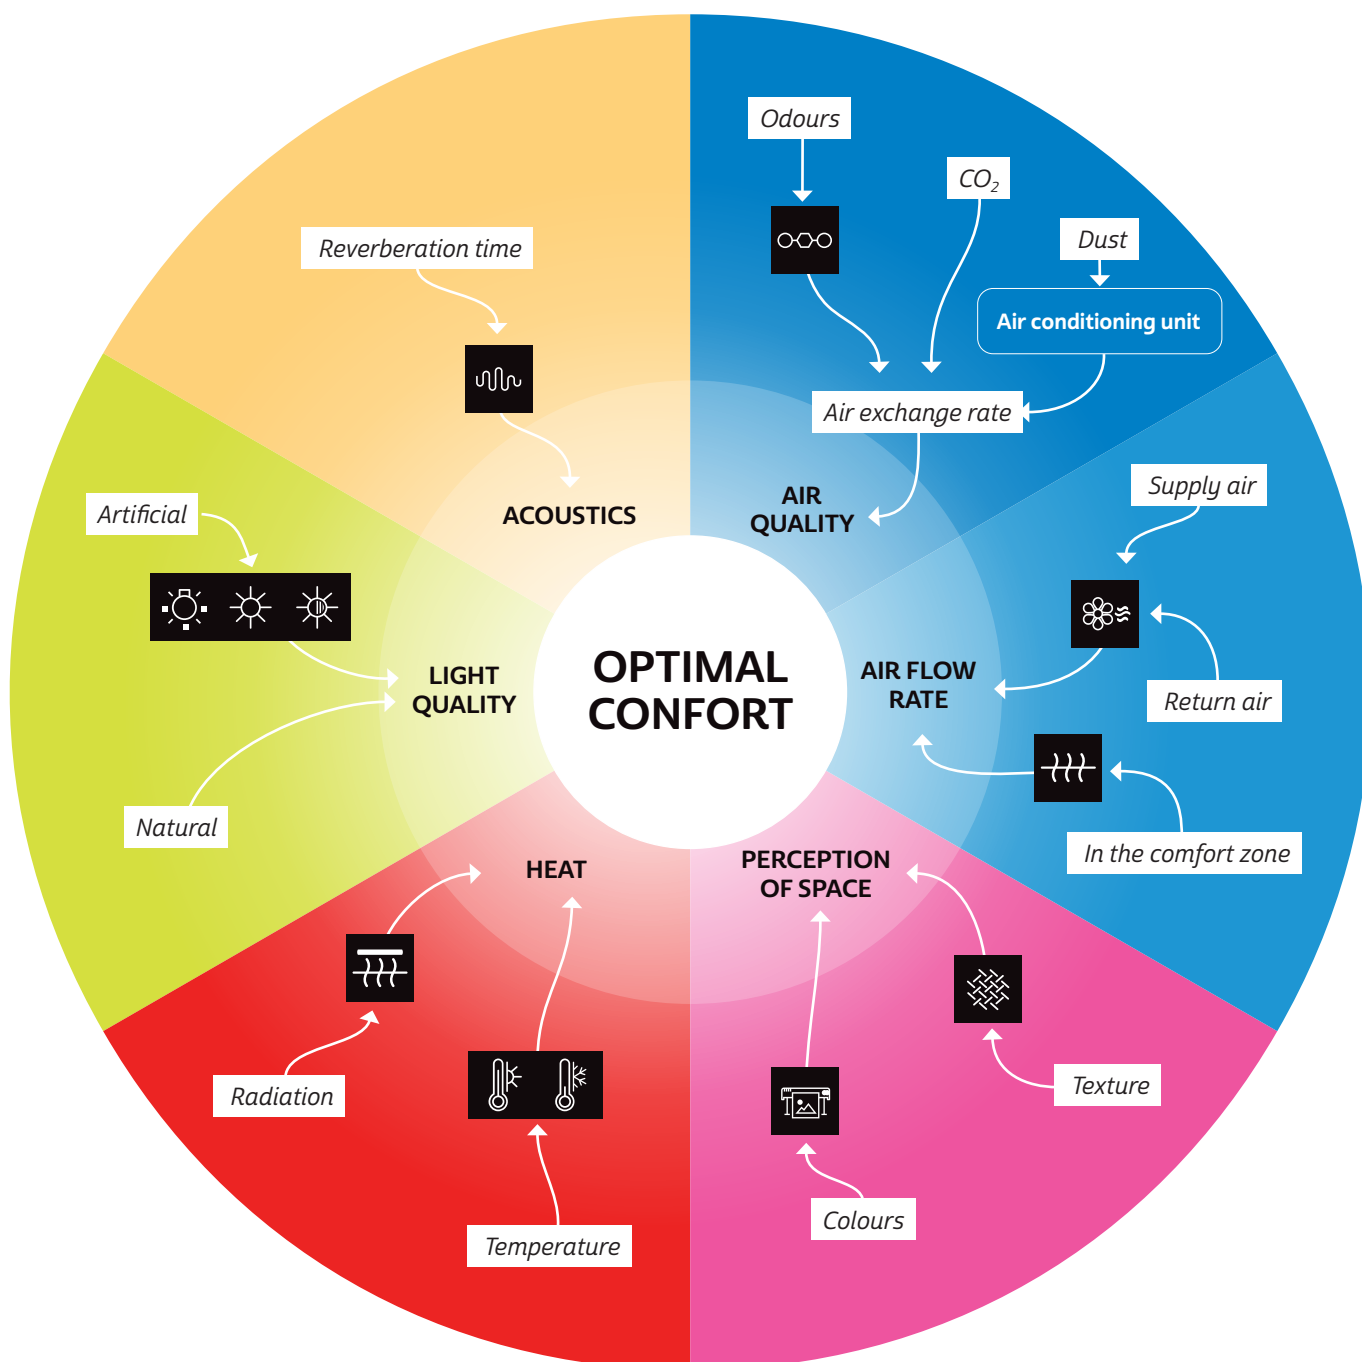 Odours
CO₂
Dust
Air conditioning unit
Air exchange rate
AIR
QUALITY
Reverberation time
ACOUSTICS
Supply air
Return air
AIR FLOW
RATE
In the comfort zone
Artificial
LIGHT
QUALITY
Natural
OPTIMAL
CONFORT
HEAT
Radiation
Temperature
PERCEPTION
OF SPACE
Texture
Colours